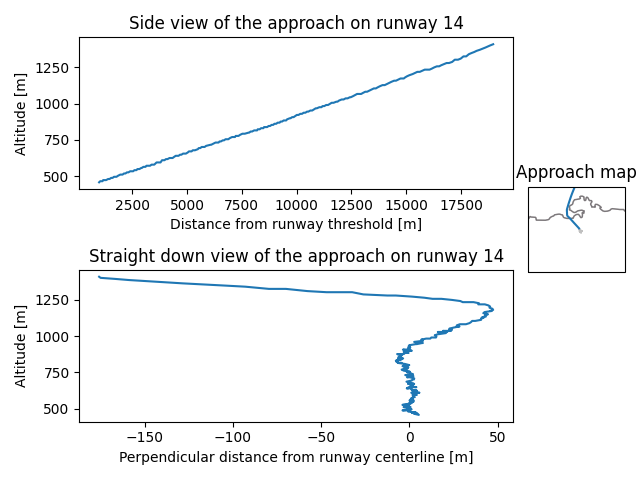 Side view of the approach on runway 14
1250
1000
750
500
Altitude [m]
2500 5000 7500 10000 12500 15000 17500
Distance from runway threshold [m]
Approach map
Straight down view of the approach on runway 14
1250
1000
750
500
Altitude [m]
−150 −100 −50 0 50
Perpendicular distance from runway centerline [m]